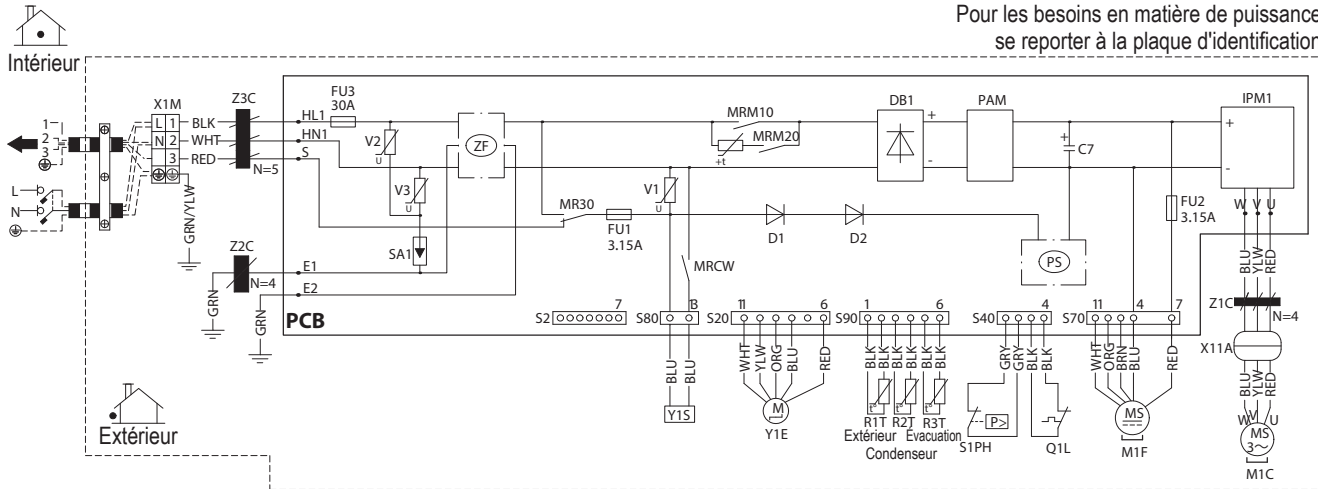 Pour les besoins en matière de puissance
se reporter à la plaque d'identification
Intérieur
X1M
Z3C
FU3
30A
HL1
HN1
S
V2
U
ZF
MRM10
MRM20
+t
DB1
+
-
PAM
+
C7
IPM1
+
-
1
2
3
L 1
N 2
3
BLK
WHT
RED
N=5
L
N
GRN/YLW
V3
U
V1
U
MR30
FU1
3.15A
D1
D2
FU2
3.15A
W V U
Z2C
N=4
SA1
MRCW
PS
BLU
YLW
RED
E1
E2
GRN
GRN
PCB
S2
7
S80
1 3
S20
11
6
S90
1
6
S40
4
S70
11
4
7
Z1C
N=4
X11A
BLU
BLU
WHT
YLW
ORG
BLU
RED
BLK
BLK
BLK
BLK
BLK
BLK
GRY
GRY
BLK
BLK
WHT
ORG
BRN
BLU
RED
BLU
YLW
RED
Y1S
M
Y1E
t°
t°
t°
R1T
R2T
R3T
Extérieur
Évacuation
Condenseur
P>
S1PH
Q1L
MS
M1F
W
V
U
MS
3~
M1C
Extérieur